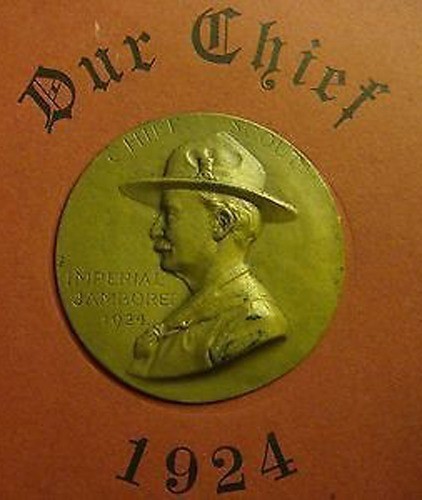 Our Chief
CHIEF SCOUT
IMPERIAL
JAMBOREE
1924
1924